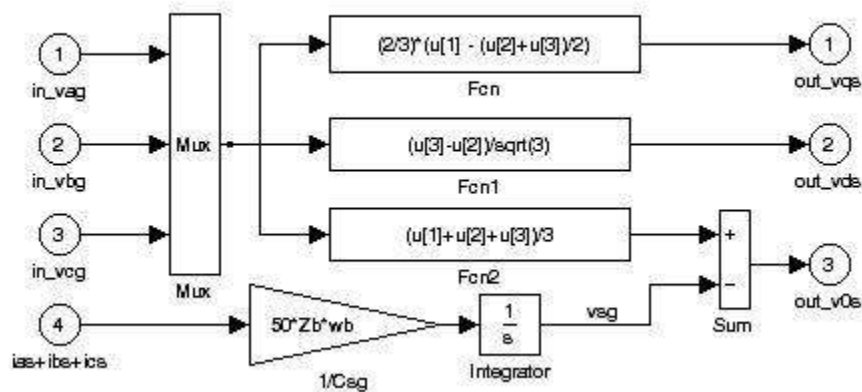 1
in_vag
2
in_vbg
3
in_vcg
4
ias+ibs+ics
Mux
Mux
(2/3)*(u[1] - (u[2]+u[3])/2)
Fcn
(u[3]-u[2])/sqrt(3)
Fcn1
(u[1]+u[2]+u[3])/3
Fcn2
50*Zb*wb
1/Csg
1
s
Integrator
vsg
+
−
Sum
1
out_vqs
2
out_vds
3
out_v0s